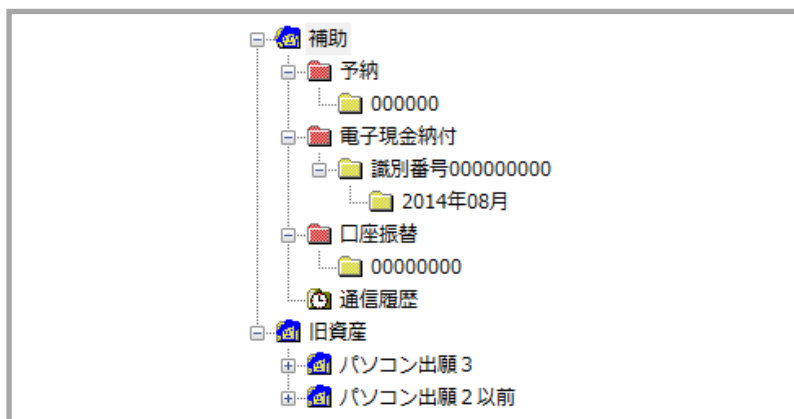 補助
予納
000000
電子現金納付
識別番号000000000
2014年08月
口座振替
00000000
通信履歴
旧資産
パソコン出願３
パソコン出願２以前